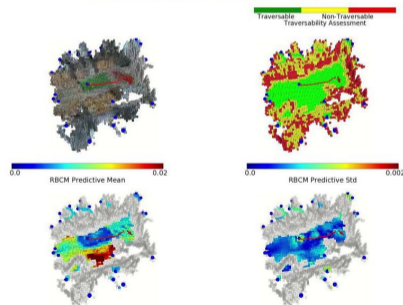 Traversable Non-Traversable
Traversability Assessment
0.0 0.02
RBCM Predictive Mean
0.0 0.002
RBCM Predictive Std